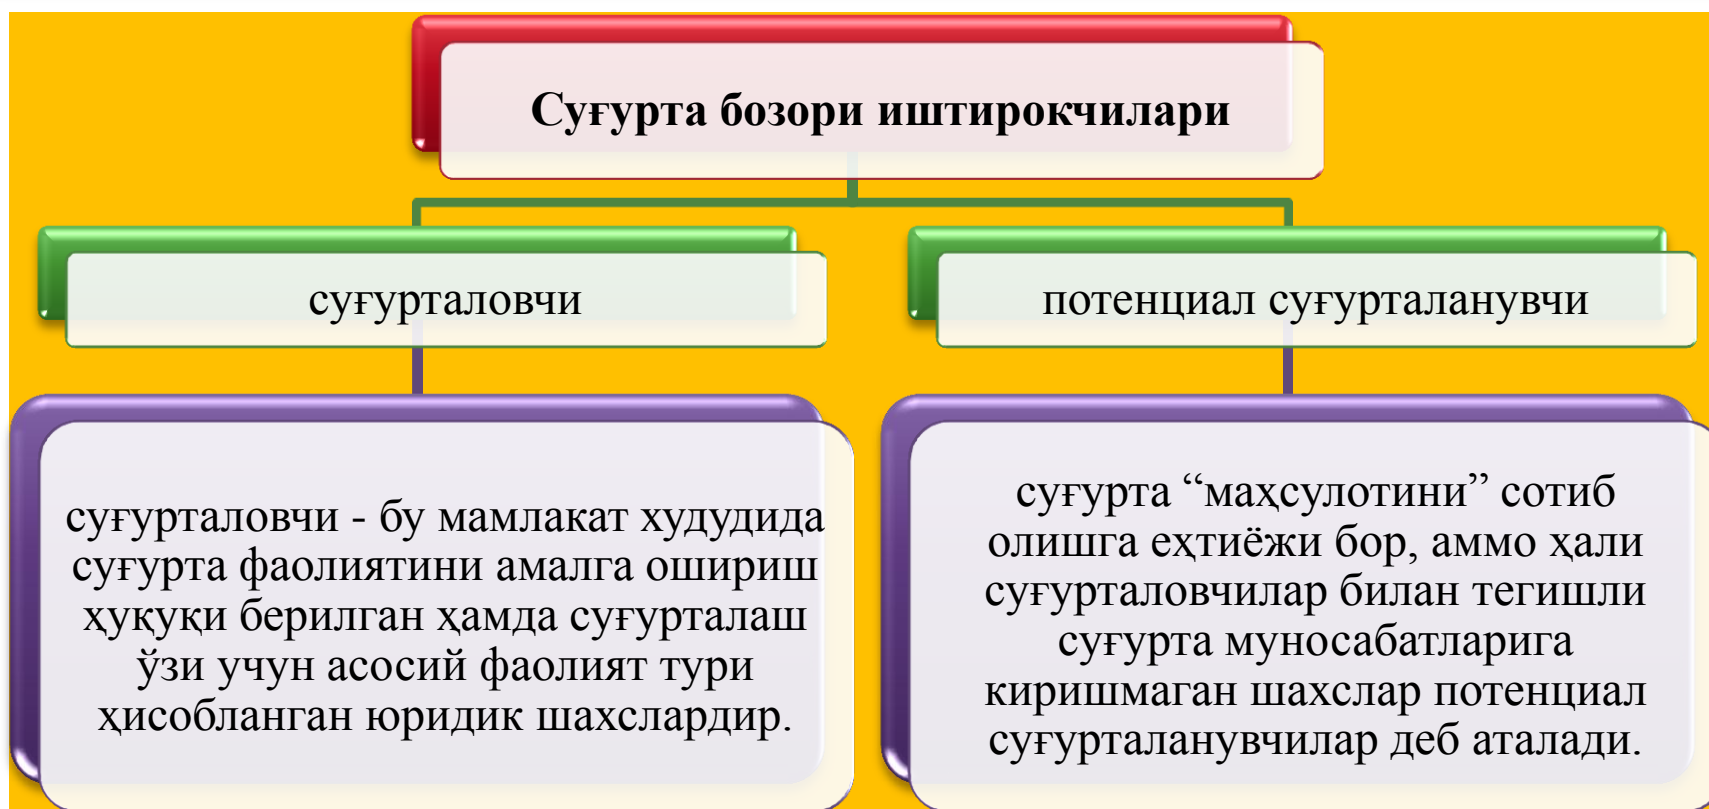 Суғурта бозори иштирокчилари
суғурталовчи
потенциал суғурталанувчи
суғурталовчи - бу мамлакат худудида
суғурта фаолиятини амалга ошириш
ҳуқуқи берилган ҳамда суғурталаш
ўзи учун асосий фаолият тури
ҳисобланган юридик шахслардир.
суғурта “маҳсулотини” сотиб
олишга еҳтиёжи бор, аммо ҳали
суғурталовчилар билан тегишли
суғурта муносабатларига
киришмаган шахслар потенциал
суғурталанувчилар деб аталади.